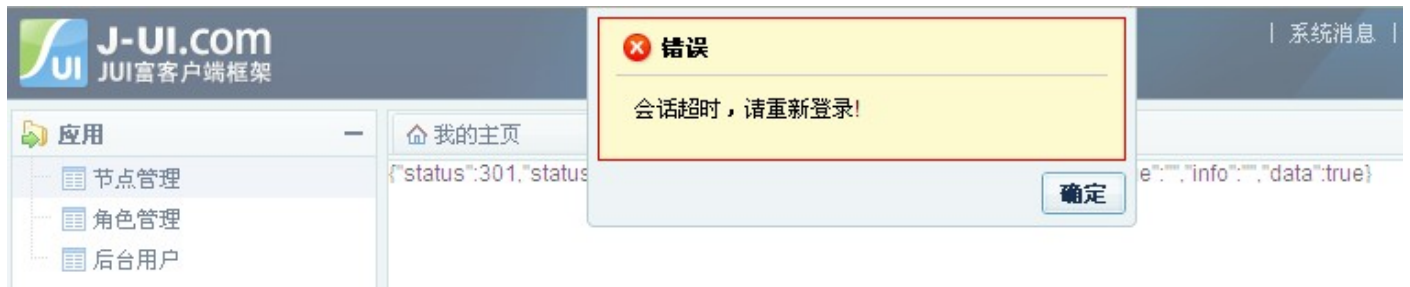 J-UI.com
JUI富客户端框架
UI
| 系统消息 |
错误
会话超时，请重新登录!
确定
应用
节点管理
角色管理
后台用户
我的主页
{"status":301,"status
e":"","info":"","data":true}